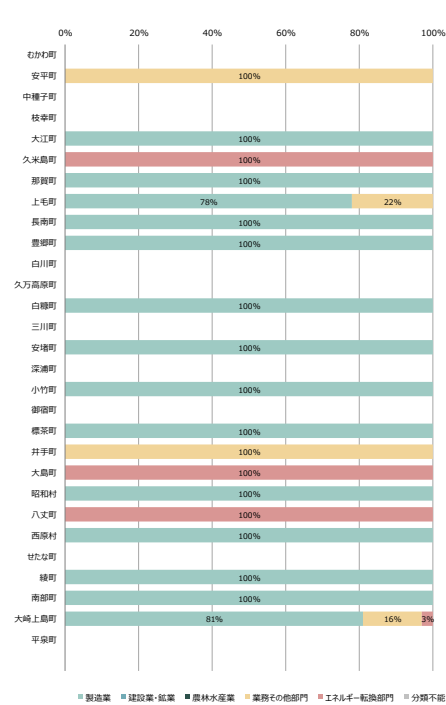 0% 20% 40% 60% 80% 100%
むかわ町
安平町 100%
中種子町
枝幸町
大江町 100%
久米島町 100%
那賀町 100%
上毛町 78% 22%
長南町 100%
豊郷町 100%
白川町
久万高原町
白糠町 100%
三川町
安堵町 100%
深浦町
小竹町 100%
御宿町
標茶町 100%
井手町 100%
大島町 100%
昭和村 100%
八丈町 100%
西原村 100%
せたな町
綾町 100%
南部町 100%
大崎上島町 81% 16% 3%
平泉町
製造業 建設業・鉱業 農林水産業 業務その他部門 エネルギー転換部門 分類不能